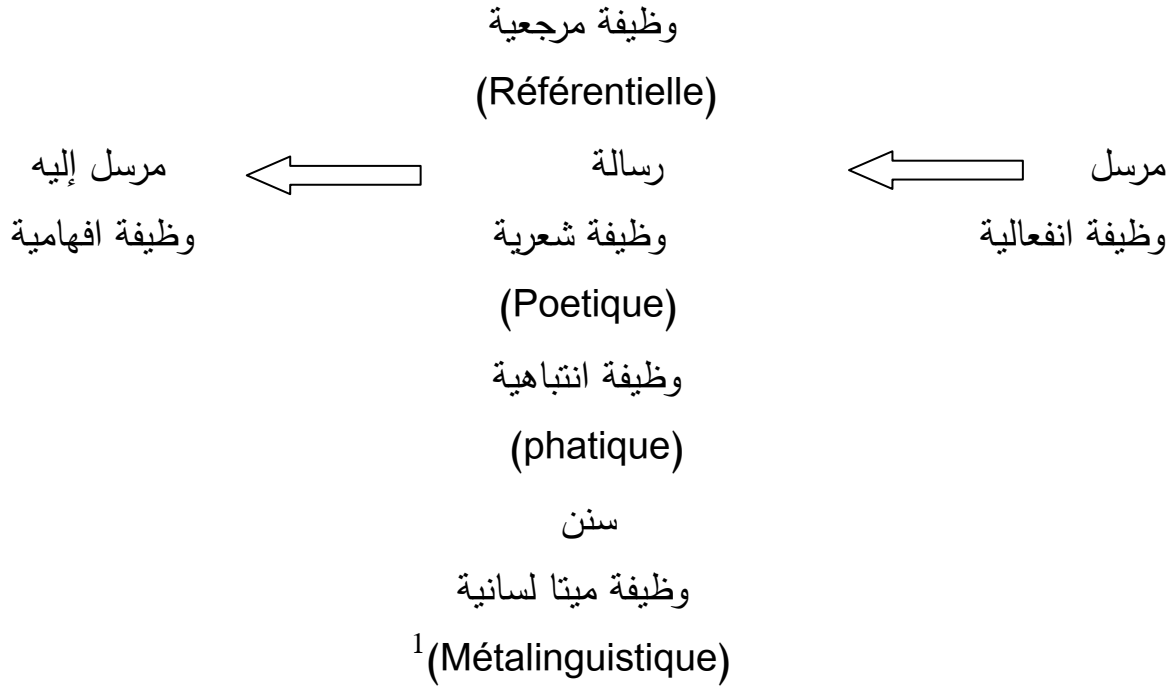 وظيفة مرجعية
(Référentielle)
مرسل رسالة مرسل إليه
وظيفة انفعالية وظيفة شعرية وظيفة افهامية
(Poetique)
وظيفة انتباهية
(phatique)
سنن
وظيفة ميتا لسانية
(Métalinguistique)1